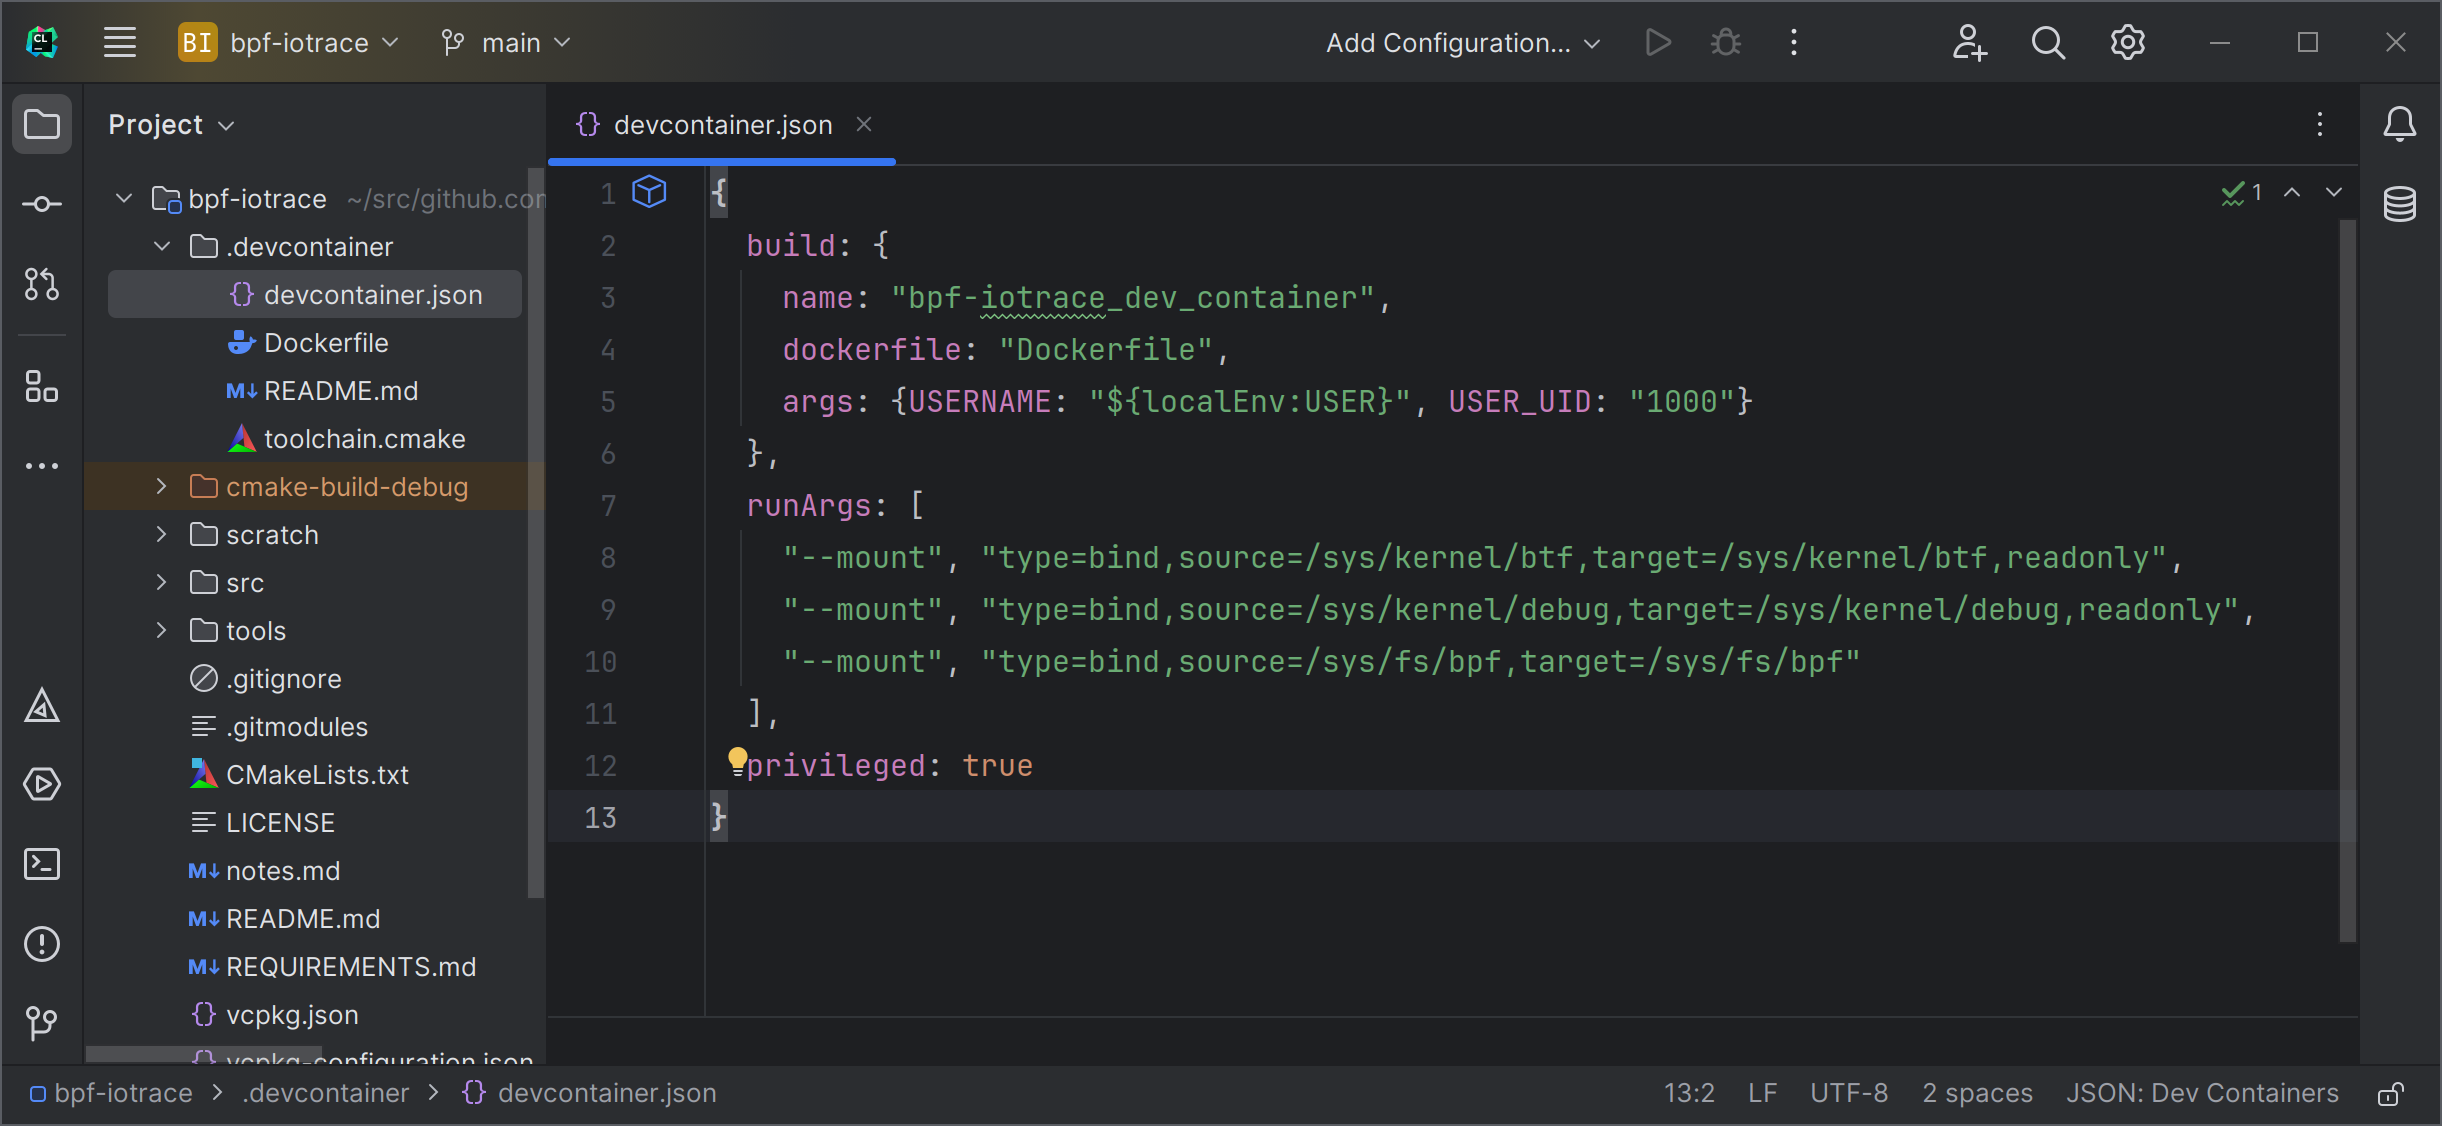 CL
BI bpf-iotrace main Add Configuration...
Project
bpf-iotrace ~/src/github.com
.devcontainer
devcontainer.json
Dockerfile
M↓ README.md
toolchain.cmake
cmake-build-debug
scratch
src
tools
.gitignore
.gitmodules
CMakeLists.txt
LICENSE
M↓ notes.md
M↓ README.md
M↓ REQUIREMENTS.md
{} vcpkg.json
{} vcpkg-configuration.json
{} devcontainer.json
1
1 {
2 build: {
3 name: "bpf-iotrace_dev_container",
4 dockerfile: "Dockerfile",
5 args: {USERNAME: "${localEnv:USER}", USER_UID: "1000"}
6 },
7 runArgs: [
8 "--mount", "type=bind,source=/sys/kernel/btf,target=/sys/kernel/btf,readonly",
9 "--mount", "type=bind,source=/sys/kernel/debug,target=/sys/kernel/debug,readonly",
10 "--mount", "type=bind,source=/sys/fs/bpf,target=/sys/fs/bpf"
11 ],
12 privileged: true
13 }
bpf-iotrace > .devcontainer > {} devcontainer.json 13:2 LF UTF-8 2 spaces JSON: Dev Containers